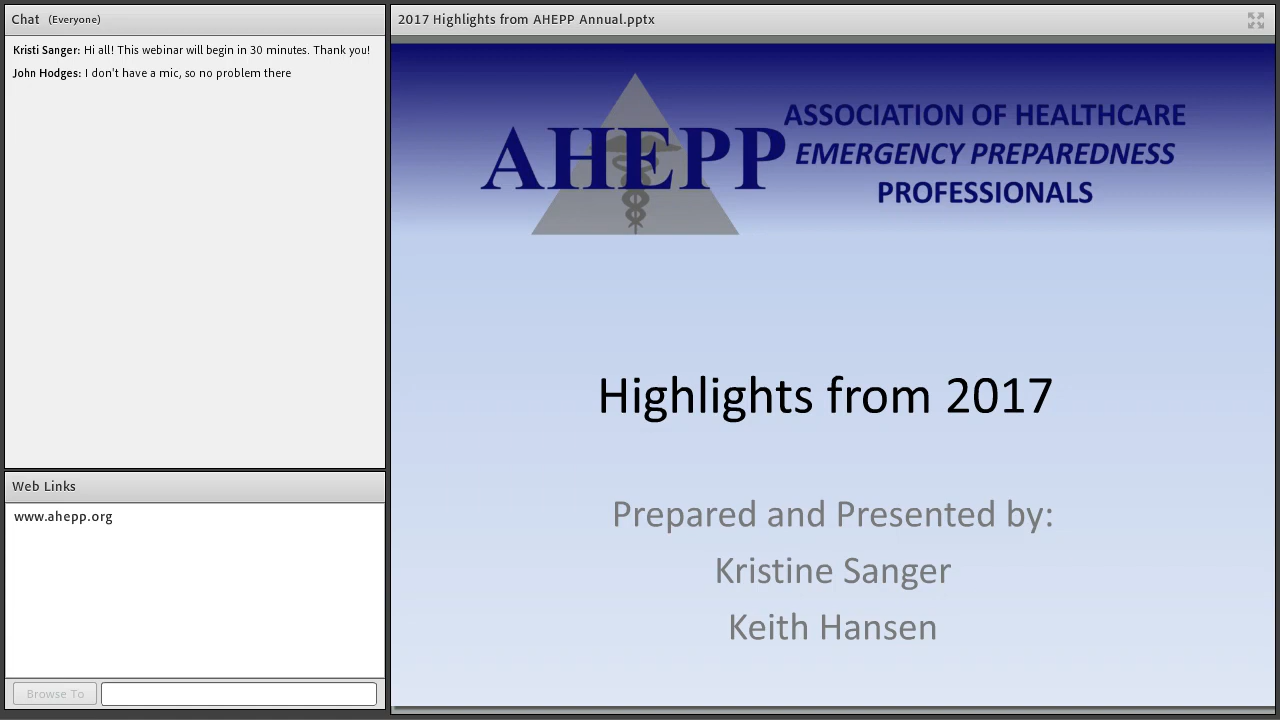 Chat (Everyone)
Kristi Sanger: Hi all! This webinar will begin in 30 minutes. Thank you!
John Hodges: I don't have a mic, so no problem there
Web Links
www.ahepp.org
Browse To
2017 Highlights from AHEPP Annual.pptx
AHEPP
ASSOCIATION OF HEALTHCARE
EMERGENCY PREPAREDNESS
PROFESSIONALS
Highlights from 2017
Prepared and Presented by:
Kristine Sanger
Keith Hansen